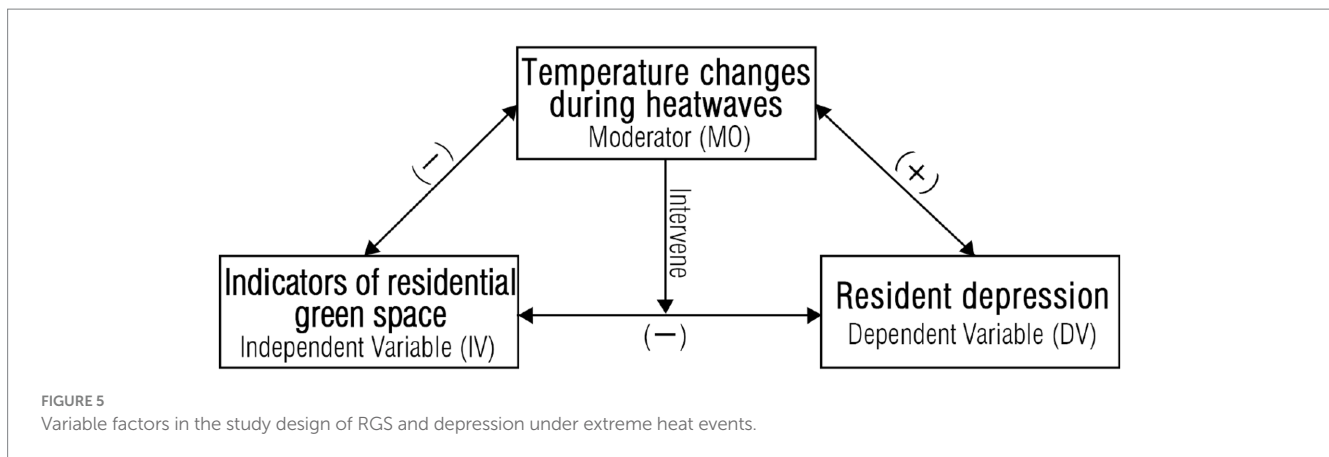 Temperature changes
during heatwaves
Moderator (MO)
(−)
(+)
Intervene
Indicators of residential
green space
Independent Variable (IV)
(−)
Resident depression
Dependent Variable (DV)
FIGURE 5
Variable factors in the study design of RGS and depression under extreme heat events.